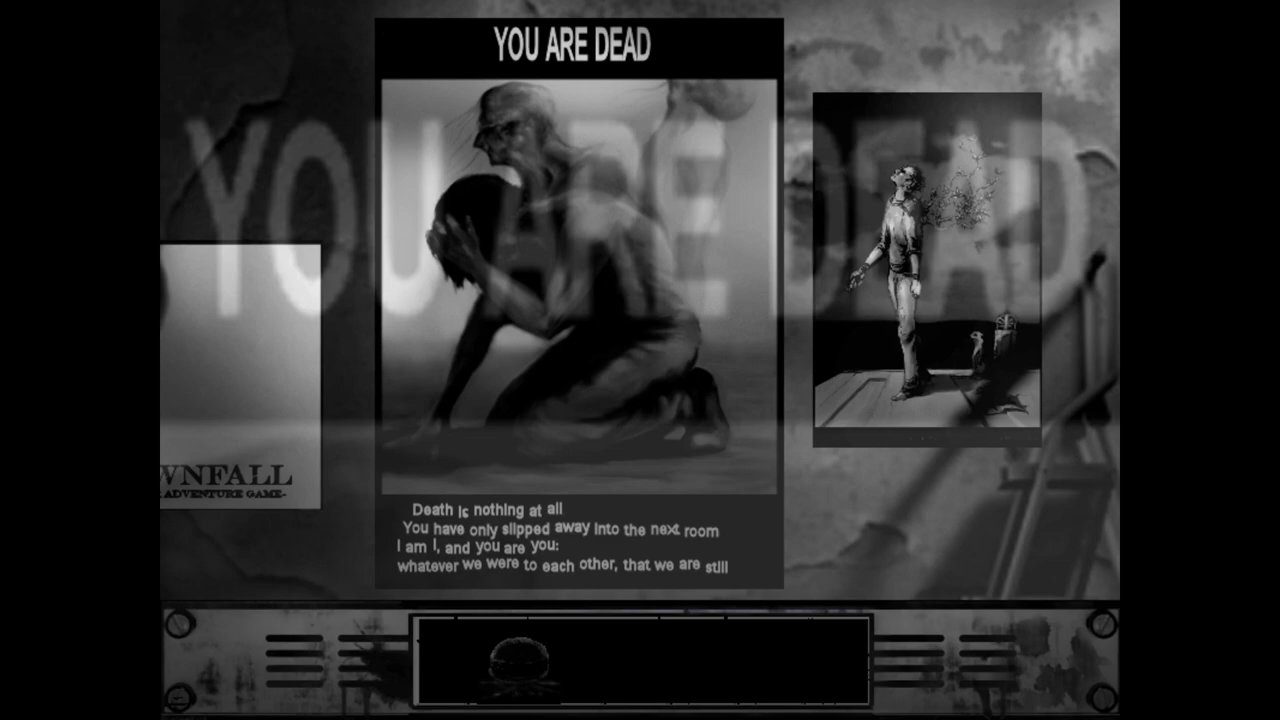 YOU ARE DEAD
YOU ARE DEAD
WNFALL
ADVENTURE GAME-
Death is nothing at all
You have only slipped away into the next room
I am I, and you are you:
whatever we were to each other, that we are still